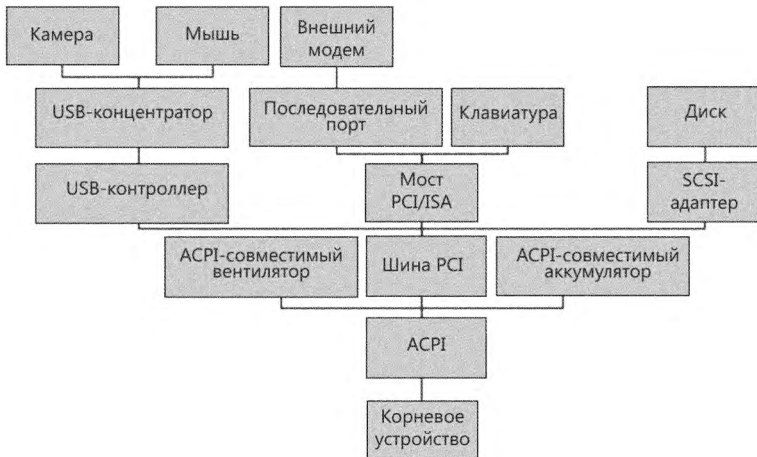 Камера
Мышь
Внешний
модем
USB-концентратор
Последовательный
порт
Клавиатура
Диск
USB-контроллер
Мост
PCI/ISA
SCSI-
адаптер
ACPI-совместимый
вентилятор
Шина PCI
ACPI-совместимый
аккумулятор
ACPI
Корневое
устройство